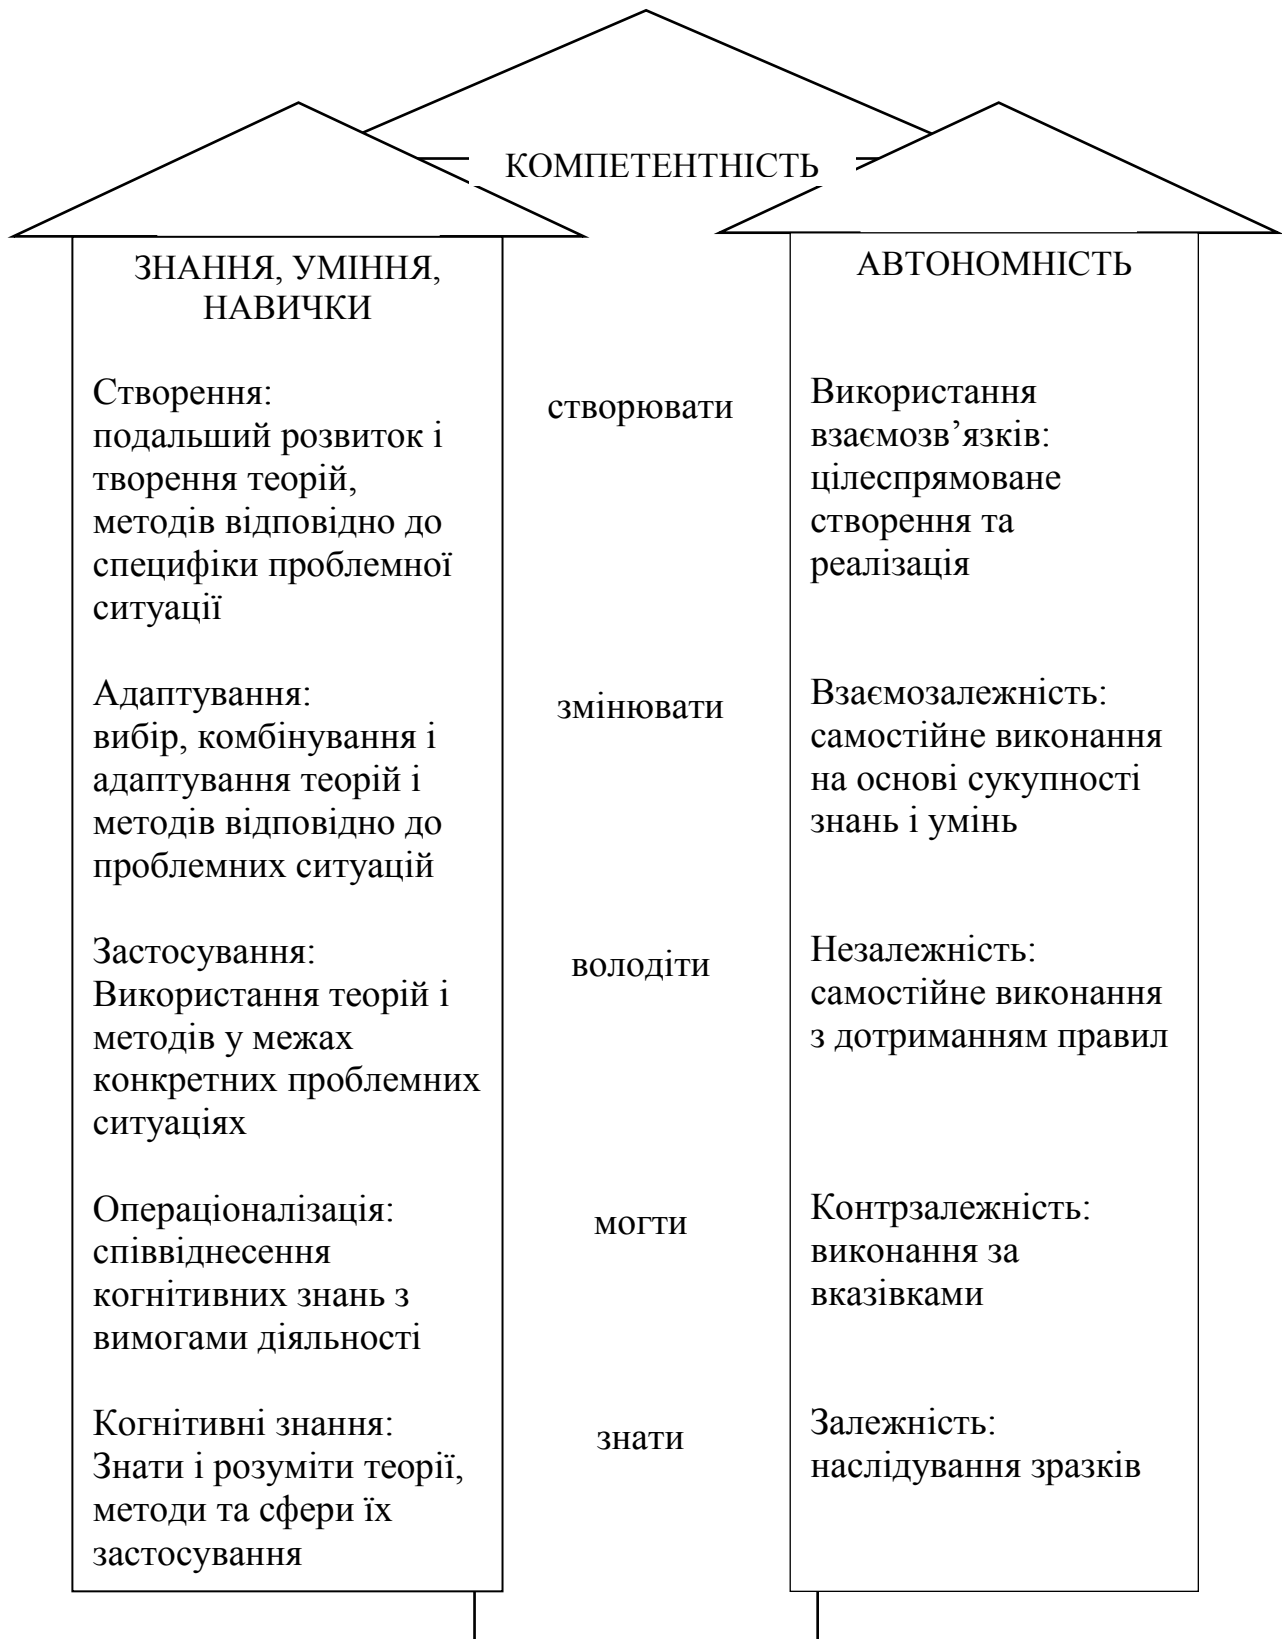 КОМПЕТЕНТНІСТЬ
ЗНАННЯ, УМІННЯ,
НАВИЧКИ
Створення:
подальший розвиток і
творення теорій,
методів відповідно до
специфіки проблемної
ситуації
Адаптування:
вибір, комбінування і
адаптування теорій і
методів відповідно до
проблемних ситуацій
Застосування:
Використання теорій і
методів у межах
конкретних проблемних
ситуаціях
Операціоналізація:
співвіднесення
когнітивних знань з
вимогами діяльності
Когнітивні знання:
Знати і розуміти теорії,
методи та сфери їх
застосування
створювати
змінювати
володіти
могти
знати
АВТОНОМНІСТЬ
Використання
взаємозв’язків:
цілеспрямоване
створення та
реалізація
Взаємозалежність:
самостійне виконання
на основі сукупності
знань і умінь
Незалежність:
самостійне виконання
з дотриманням правил
Контрзалежність:
виконання за
вказівками
Залежність:
наслідування зразків